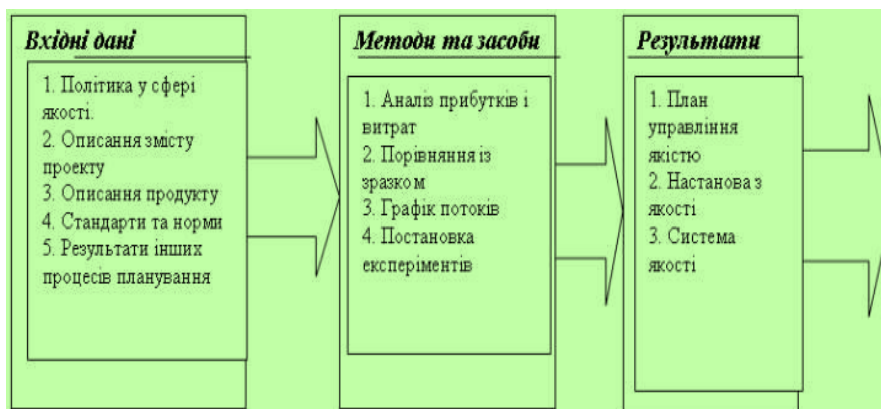 Вхідні дані
1. Політика у сфері
якості.
2. Описання змісту
проекту
3. Описання продукту
4. Стандарти та норми
5. Результати інших
процесів планування
Методи та засоби
1. Аналіз прибутків і
витрат
2. Порівняння із
зразком
3. Графік потоків
4. Постановка
експеріментів
Результати
1. План
управління
якістю
2. Настанова з
якості
3. Система
якості